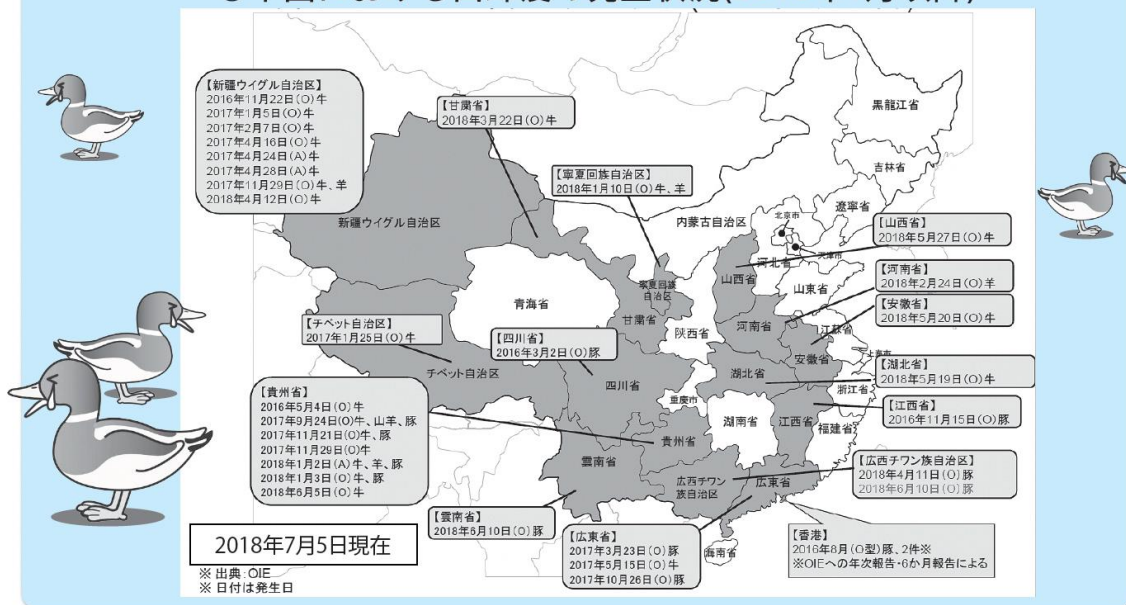 【新疆ウイグル自治区】
2016年11月22日(O)牛
2017年1月5日(O)牛
2017年2月7日(O)牛
2017年4月16日(O)牛
2017年4月24日(A)牛
2017年4月28日(A)牛
2017年11月29日(O)牛、羊
2018年4月12日(O)牛
【甘粛省】
2018年3月22日(O)牛
【寧夏回族自治区】
2018年1月10日(O)牛、羊
黒龍江省
吉林省
遼寧省
北京市
天津市
内蒙古自治区
新疆ウイグル自治区
【山西省】
2018年5月27日(O)牛
河北省
山西省
山東省
【河南省】
2018年2月24日(O)羊
【安徽省】
2018年5月20日(O)牛
寧夏回族
自治区
青海省
甘粛省
陝西省
河南省
江蘇省
安徽省
上海市
【チベット自治区】
2017年1月25日(O)牛
【四川省】
2016年3月2日(O)豚
チベット自治区
四川省
重慶市
湖北省
浙江省
【湖北省】
2018年5月19日(O)牛
【江西省】
2016年11月15日(O)豚
【貴州省】
2016年5月4日(O)牛
2017年9月24日(O)牛、山羊、豚
2017年11月21日(O)牛、豚
2017年11月29日(O)牛
2018年1月2日(A)牛、羊、豚
2018年1月3日(O)牛、豚
2018年6月5日(O)牛
貴州省
湖南省
江西省
福建省
雲南省
広西チワン
族自治区
広東省
【広西チワン族自治区】
2018年4月11日(O)豚
2018年6月10日(O)豚
【雲南省】
2018年6月10日(O)豚
【広東省】
2017年3月23日(O)豚
2017年5月15日(O)牛
2017年10月26日(O)豚
海南省
【香港】
2016年8月(O型)豚、2件※
※OIEへの年次報告・6か月報告による
2018年7月5日現在
※ 出典:OIE
※ 日付は発生日